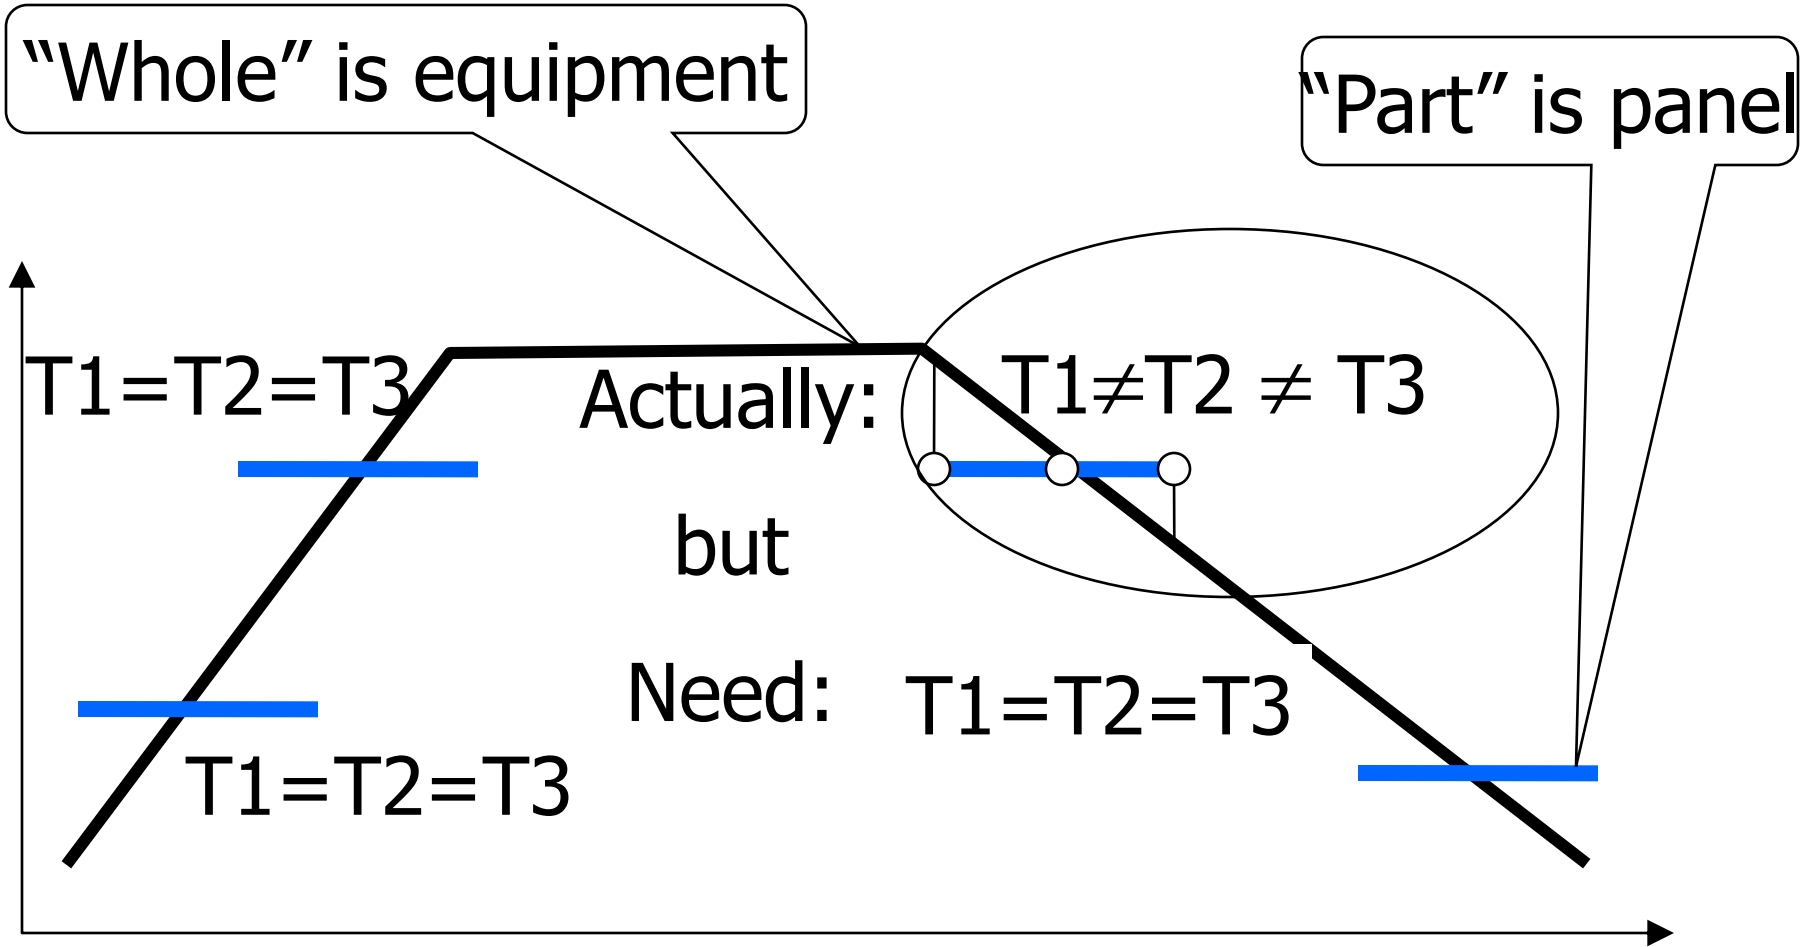 “Whole” is equipment
“Part” is panel
T1=T2=T3
Actually:
T1≠T2 ≠ T3
but
Need:
T1=T2=T3
T1=T2=T3